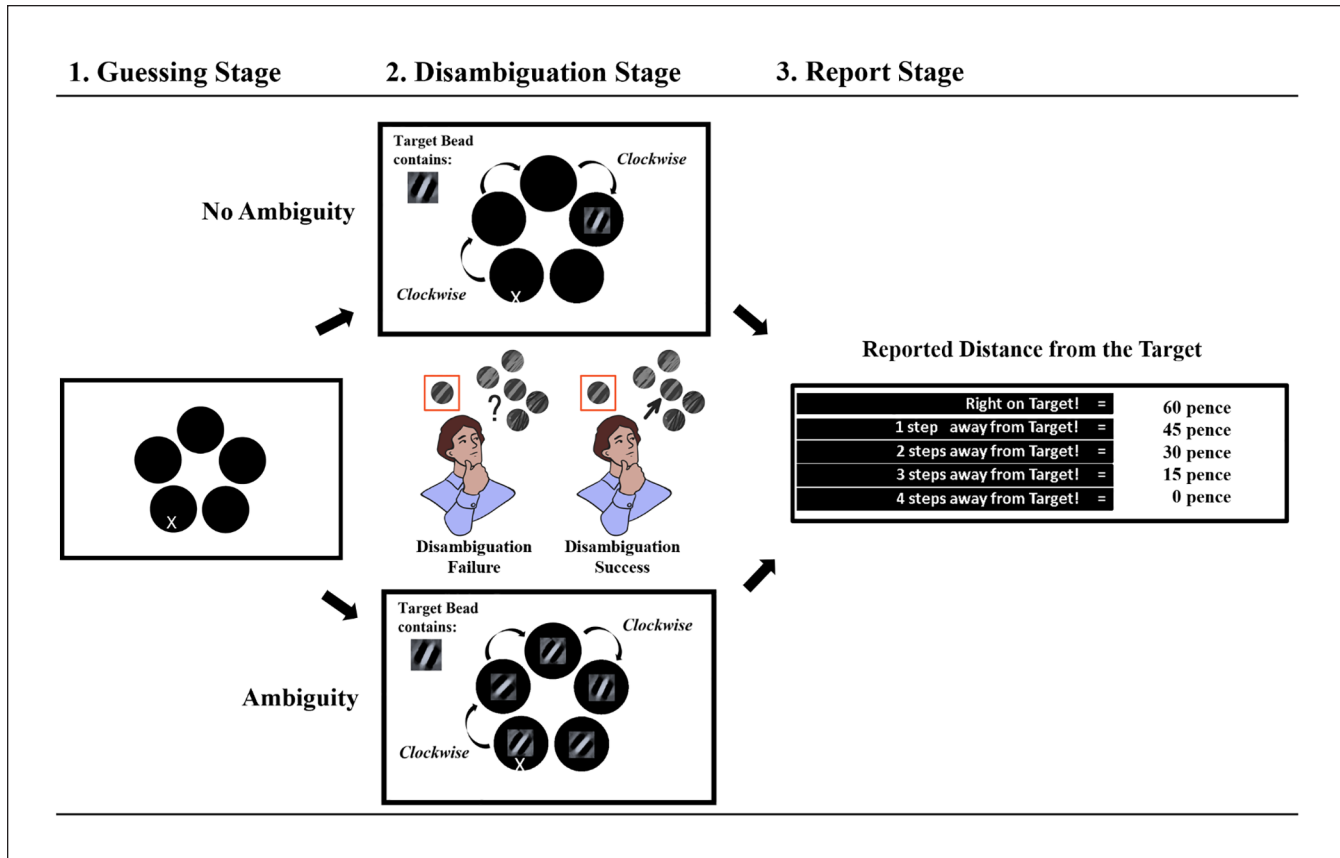 1. Guessing Stage
2. Disambiguation Stage
3. Report Stage
No Ambiguity
Target Bead
contains:
Clockwise
Clockwise
X
X
?
Disambiguation
Failure
Disambiguation
Success
Ambiguity
Target Bead
contains:
Clockwise
Clockwise
X
Reported Distance from the Target
Right on Target! = 60 pence
1 step away from Target! = 45 pence
2 steps away from Target! = 30 pence
3 steps away from Target! = 15 pence
4 steps away from Target! = 0 pence